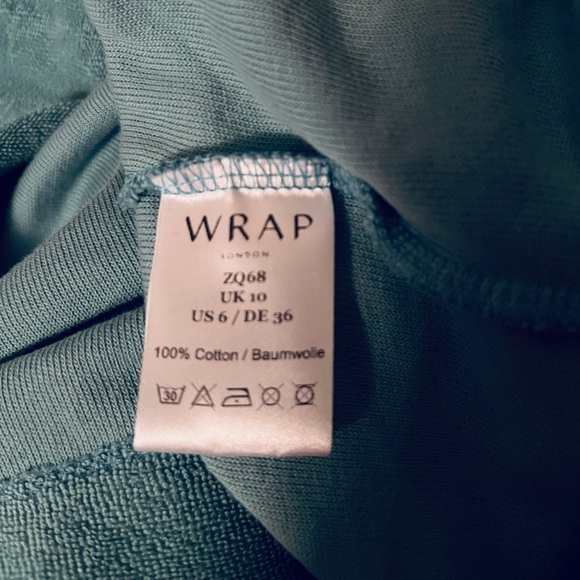 WRAP
LONDON
ZQ68
UK 10
US 6 / DE 36
100% Cotton / Baumwolle
30